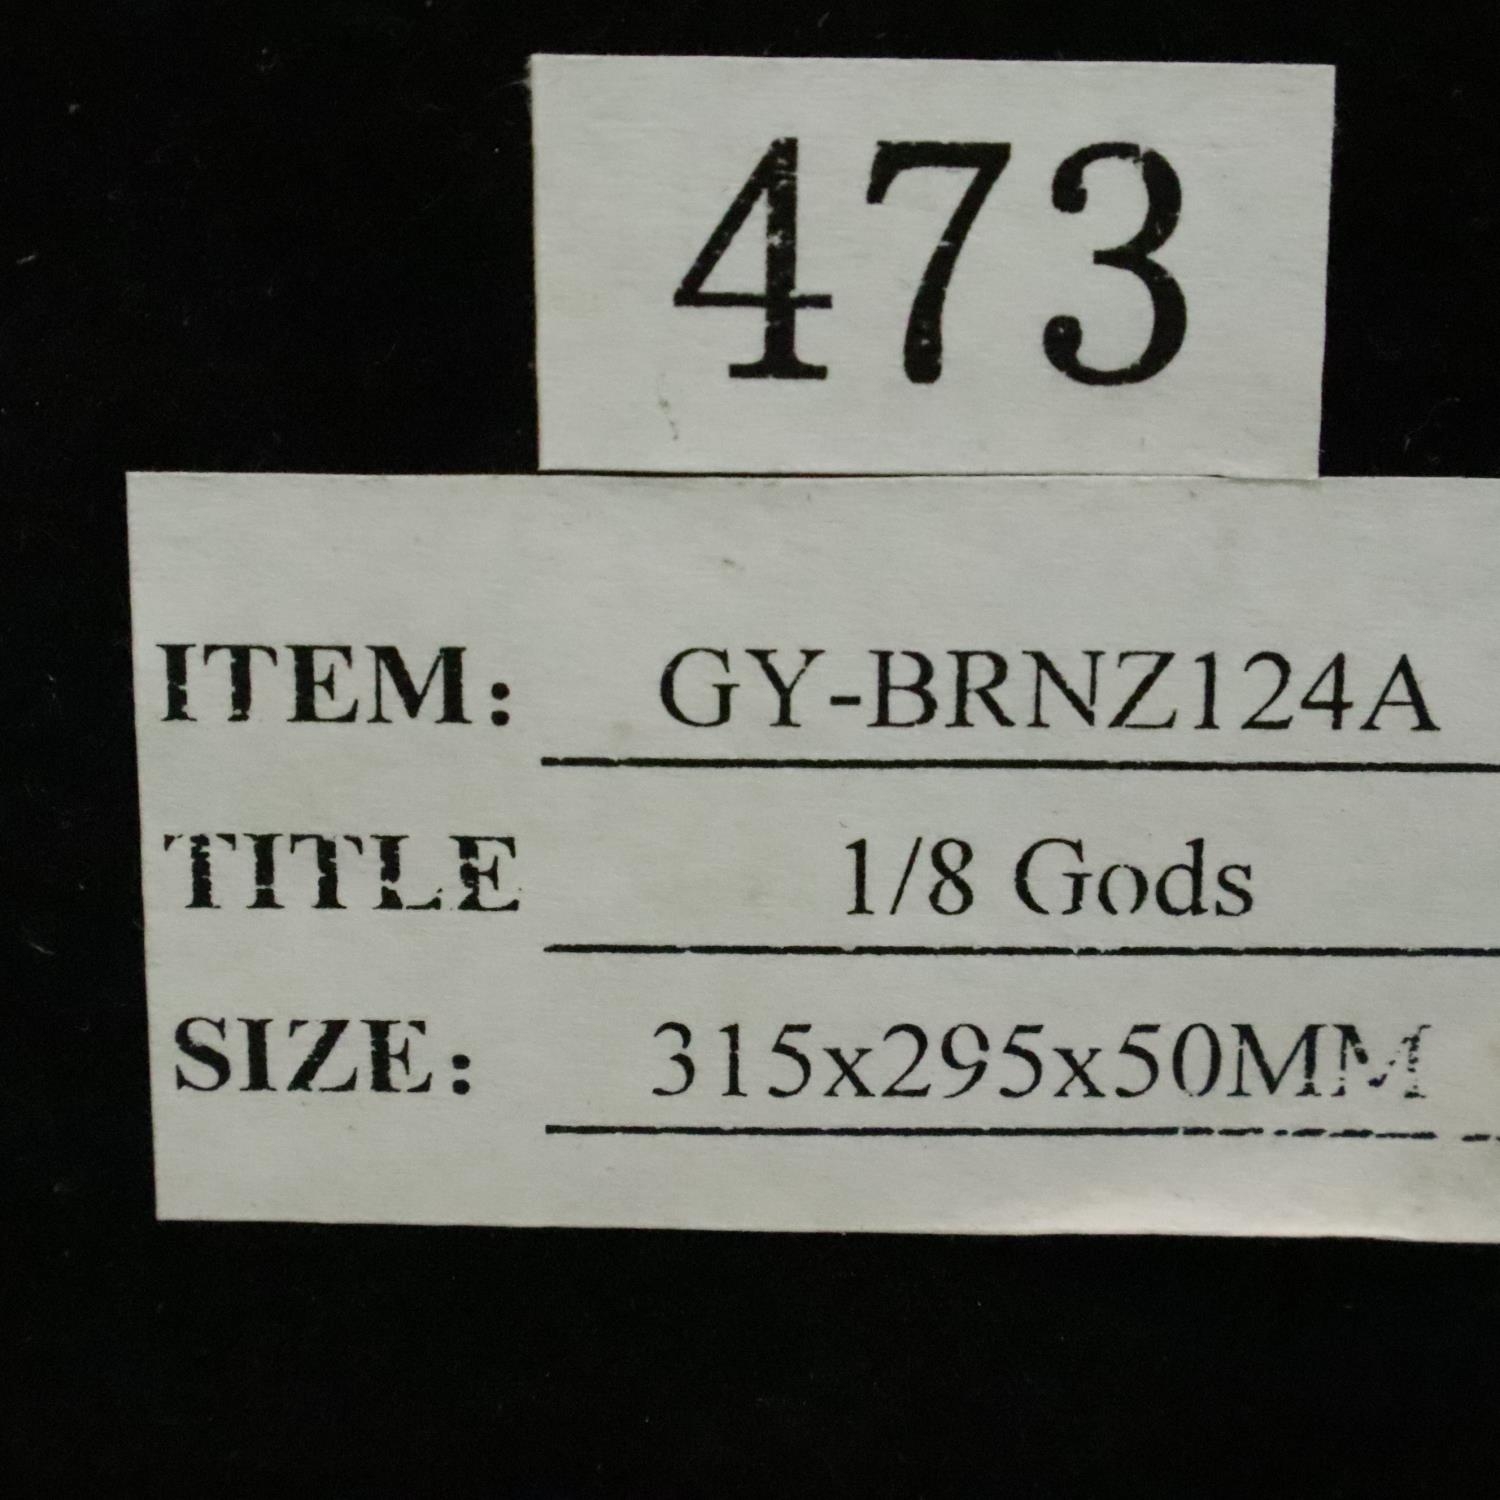 473
ITEM: GY-BRNZ124A
TITLE 1/8 Gods
SIZE: 315x295x50MM